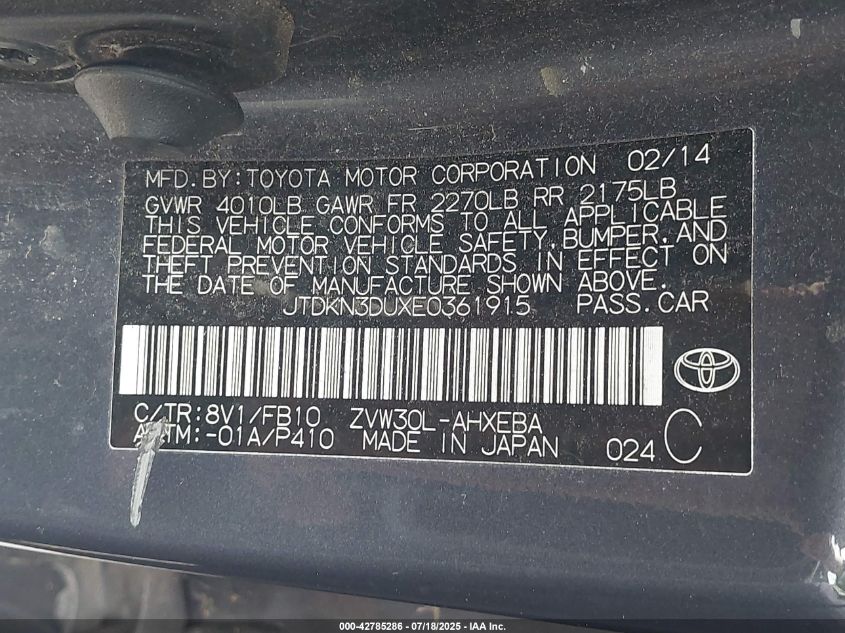 MFD.BY:TOYOTA MOTOR CORPORATION 02/14
GVWR 4010LB GAWR FR 2270LB RR 2175LB
THIS VEHICLE CONFORMS TO ALL APPLICABLE
FEDERAL MOTOR VEHICLE SAFETY,BUMPER,AND
THEFT PREVENTION STANDARDS IN EFFECT ON
THE DATE OF MANUFACTURE SHOWN ABOVE.
JTDKN3DUXE0361915 PASS.CAR
C/TR:8V1/FB10 ZVW30L-AHXEBA
A/TM:-01A/P410 MADE IN JAPAN 024 C
000-42785286 - 07/18/2025 - IAA, Inc.